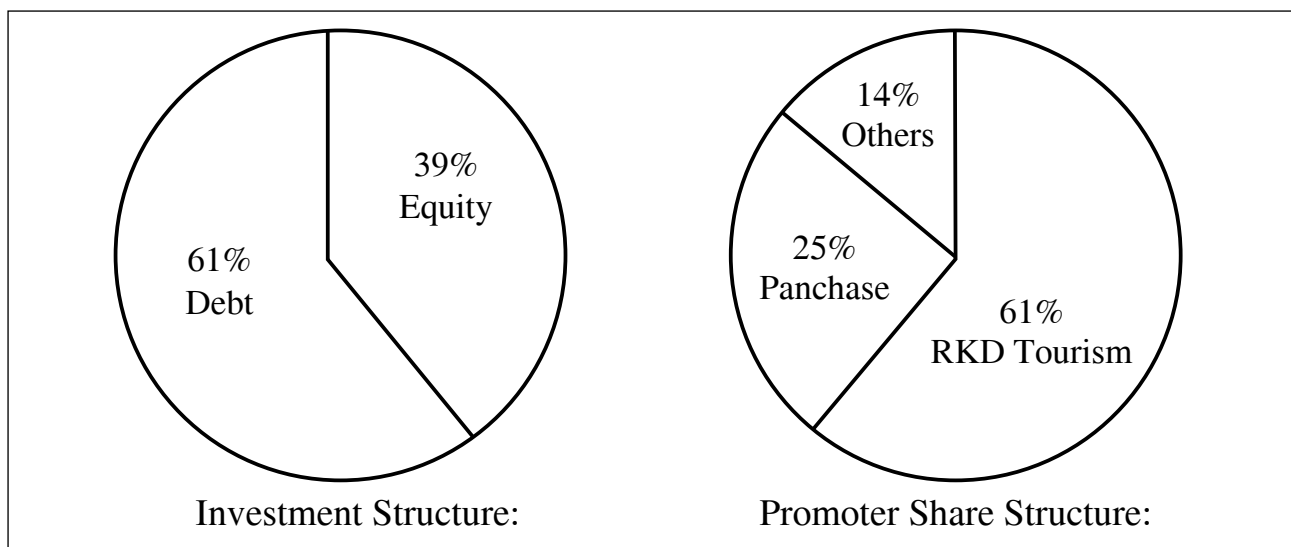 39%
Equity
61%
Debt
Investment Structure:
14%
Others
25%
Panchase
61%
RKD Tourism
Promoter Share Structure: